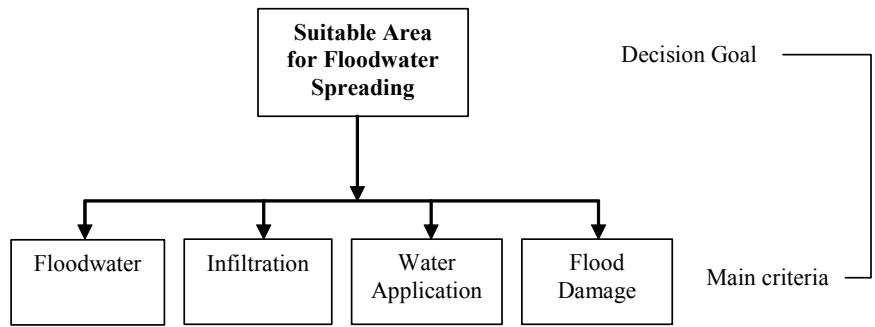 Suitable Area
for Floodwater
Spreading
Decision Goal
Floodwater
Infiltration
Water
Application
Flood
Damage
Main criteria